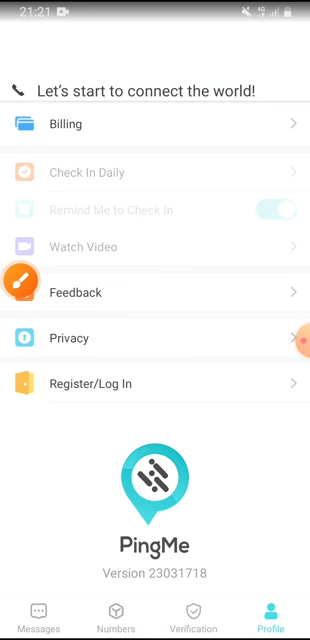 21:21
4G
Let's start to connect the world!
Billing
Check In Daily
Remind Me to Check In
Watch Video
Feedback
Privacy
Register/Log In
PingMe
Version 23031718
Messages
Numbers
Verification
Profile